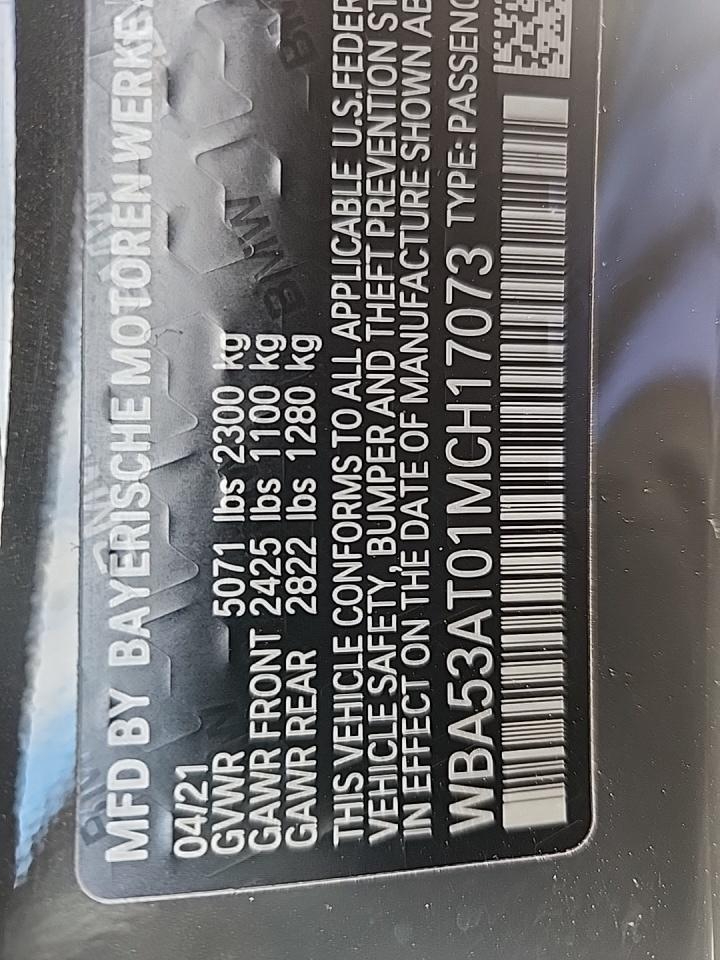 MFD BY BAYERISCHE MOTOREN WERKE
04/21
GVWR 5071 lbs 2300 kg
GAWR FRONT 2425 lbs 1100 kg
GAWR REAR 2822 lbs 1280 kg
THIS VEHICLE CONFORMS TO ALL APPLICABLE U.S.FEDER
VEHICLE SAFETY, BUMPER AND THEFT PREVENTION ST
IN EFFECT ON THE DATE OF MANUFACTURE SHOWN AB
WBA53AT01MCH17073 TYPE: PASSENG
BMW
BMW